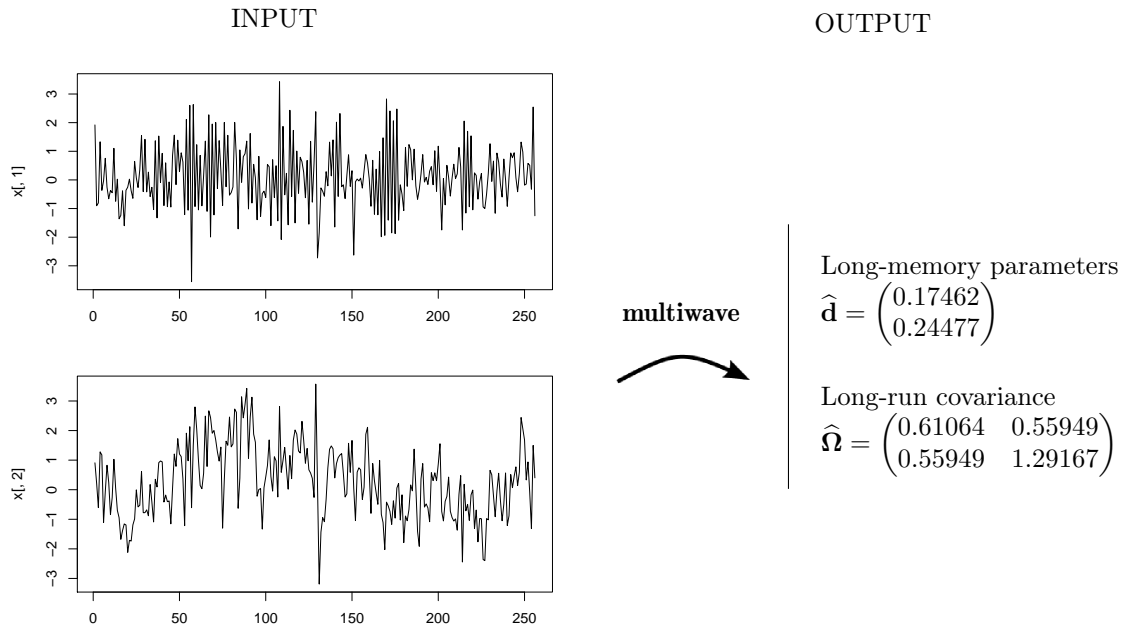 INPUT
OUTPUT
x[, 1]
3
2
1
0
−1
−2
−3
0 50 100 150 200 250
x[, 2]
3
2
1
0
−1
−2
−3
0 50 100 150 200 250
multiwave
Long-memory parameters
d̂ = (0.17462
0.24477)
Long-run covariance
Ω̂ = (0.61064 0.55949
0.55949 1.29167)